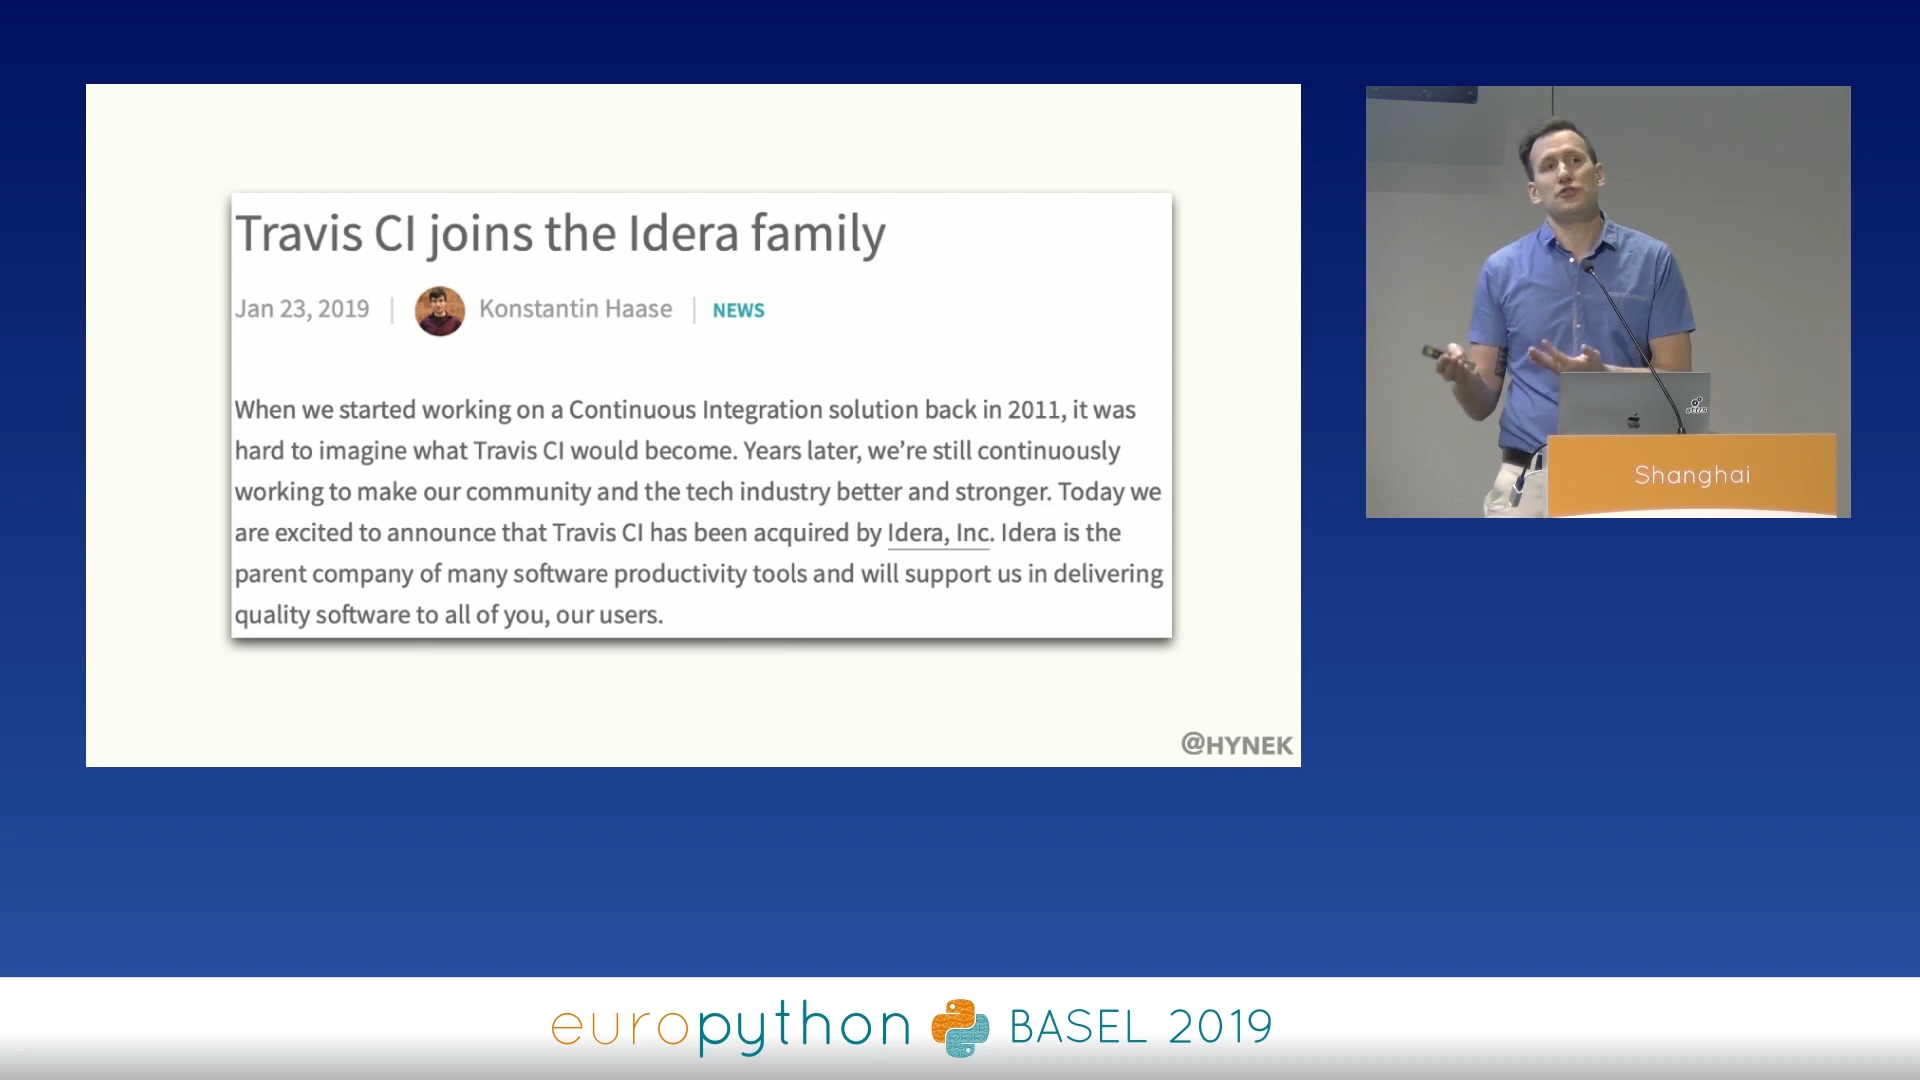 Travis CI joins the Idera family
Jan 23, 2019 | Konstantin Haase | NEWS
When we started working on a Continuous Integration solution back in 2011, it was
hard to imagine what Travis CI would become. Years later, we’re still continuously
working to make our community and the tech industry better and stronger. Today we
are excited to announce that Travis CI has been acquired by Idera, Inc. Idera is the
parent company of many software productivity tools and will support us in delivering
quality software to all of you, our users.
@HYNEK
Shanghai
europython BASEL 2019